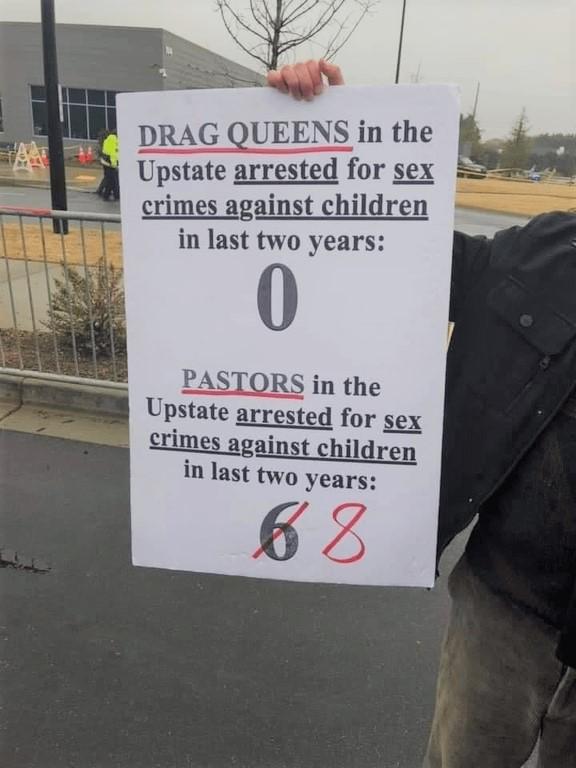 DRAG QUEENS in the
Upstate arrested for sex
crimes against children
in last two years:
0
PASTORS in the
Upstate arrested for sex
crimes against children
in last two years:
6 8